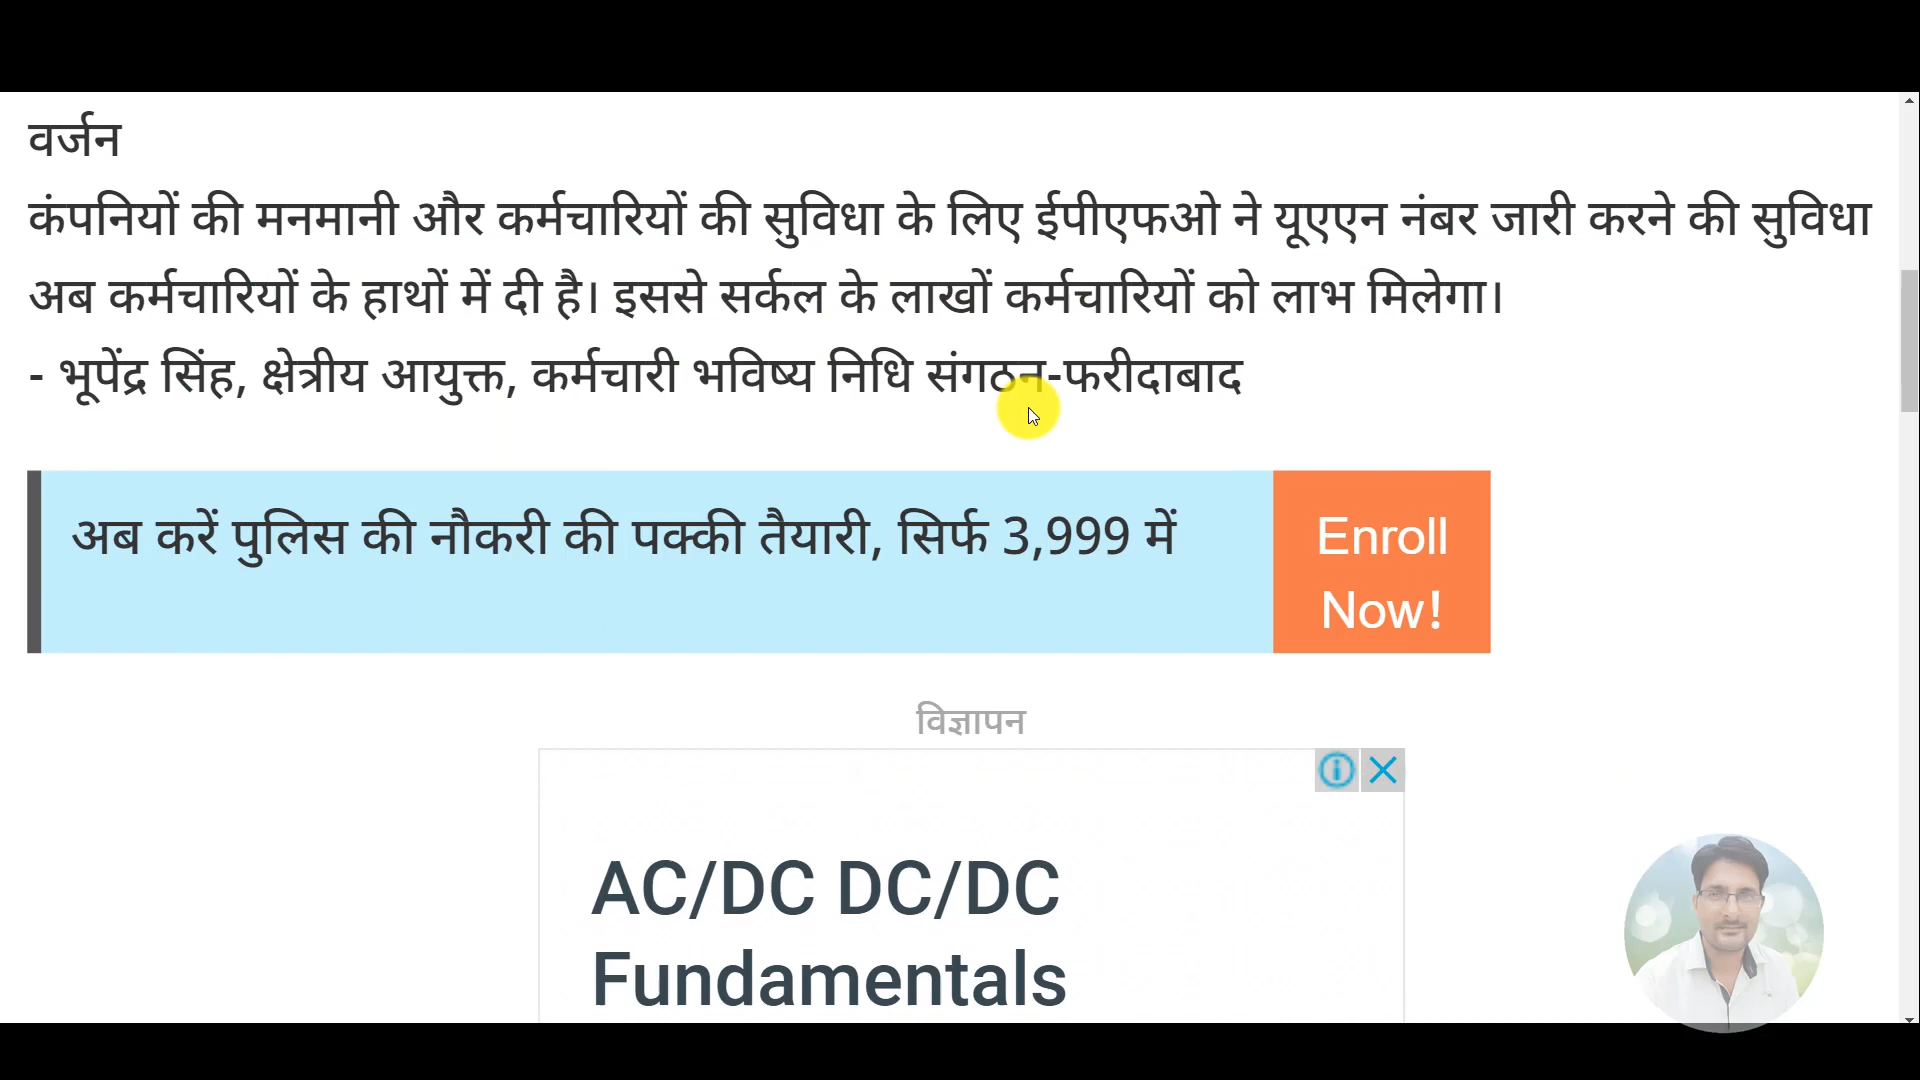 वर्जन
कंपनियों की मनमानी और कर्मचारियों की सुविधा के लिए ईपीएफओ ने यूएएन नंबर जारी करने की सुविधा
अब कर्मचारियों के हाथों में दी है। इससे सर्कल के लाखों कर्मचारियों को लाभ मिलेगा।
- भूपेंद्र सिंह, क्षेत्रीय आयुक्त, कर्मचारी भविष्य निधि संगठन-फरीदाबाद
अब करें पुलिस की नौकरी की पक्की तैयारी, सिर्फ 3,999 में
Enroll
Now!
विज्ञापन
AC/DC DC/DC
Fundamentals